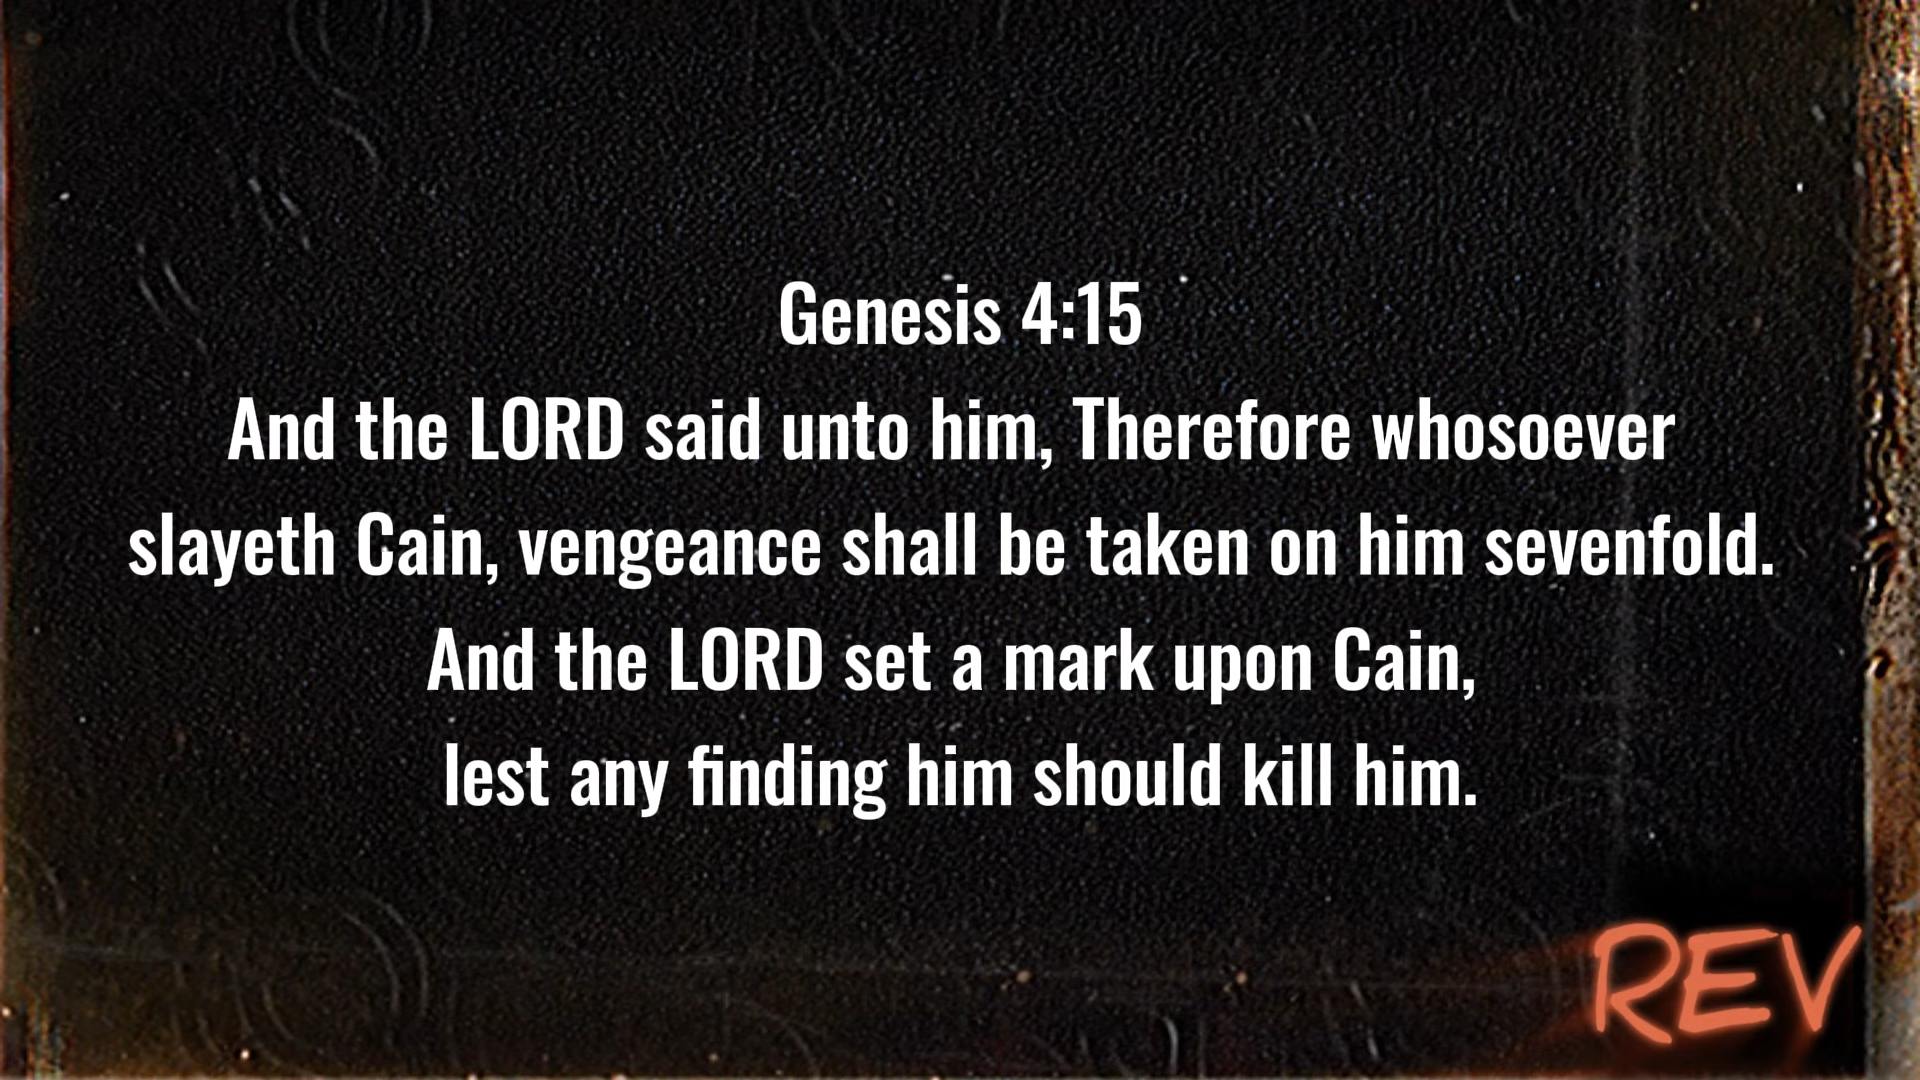 Genesis 4:15
And the LORD said unto him, Therefore whosoever
slayeth Cain, vengeance shall be taken on him sevenfold.
And the LORD set a mark upon Cain,
lest any finding him should kill him.
REV